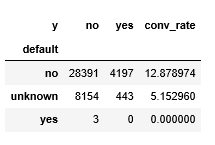 y no yes conv_rate
default
no 28391 4197 12.878974
unknown 8154 443 5.152960
yes 3 0 0.000000